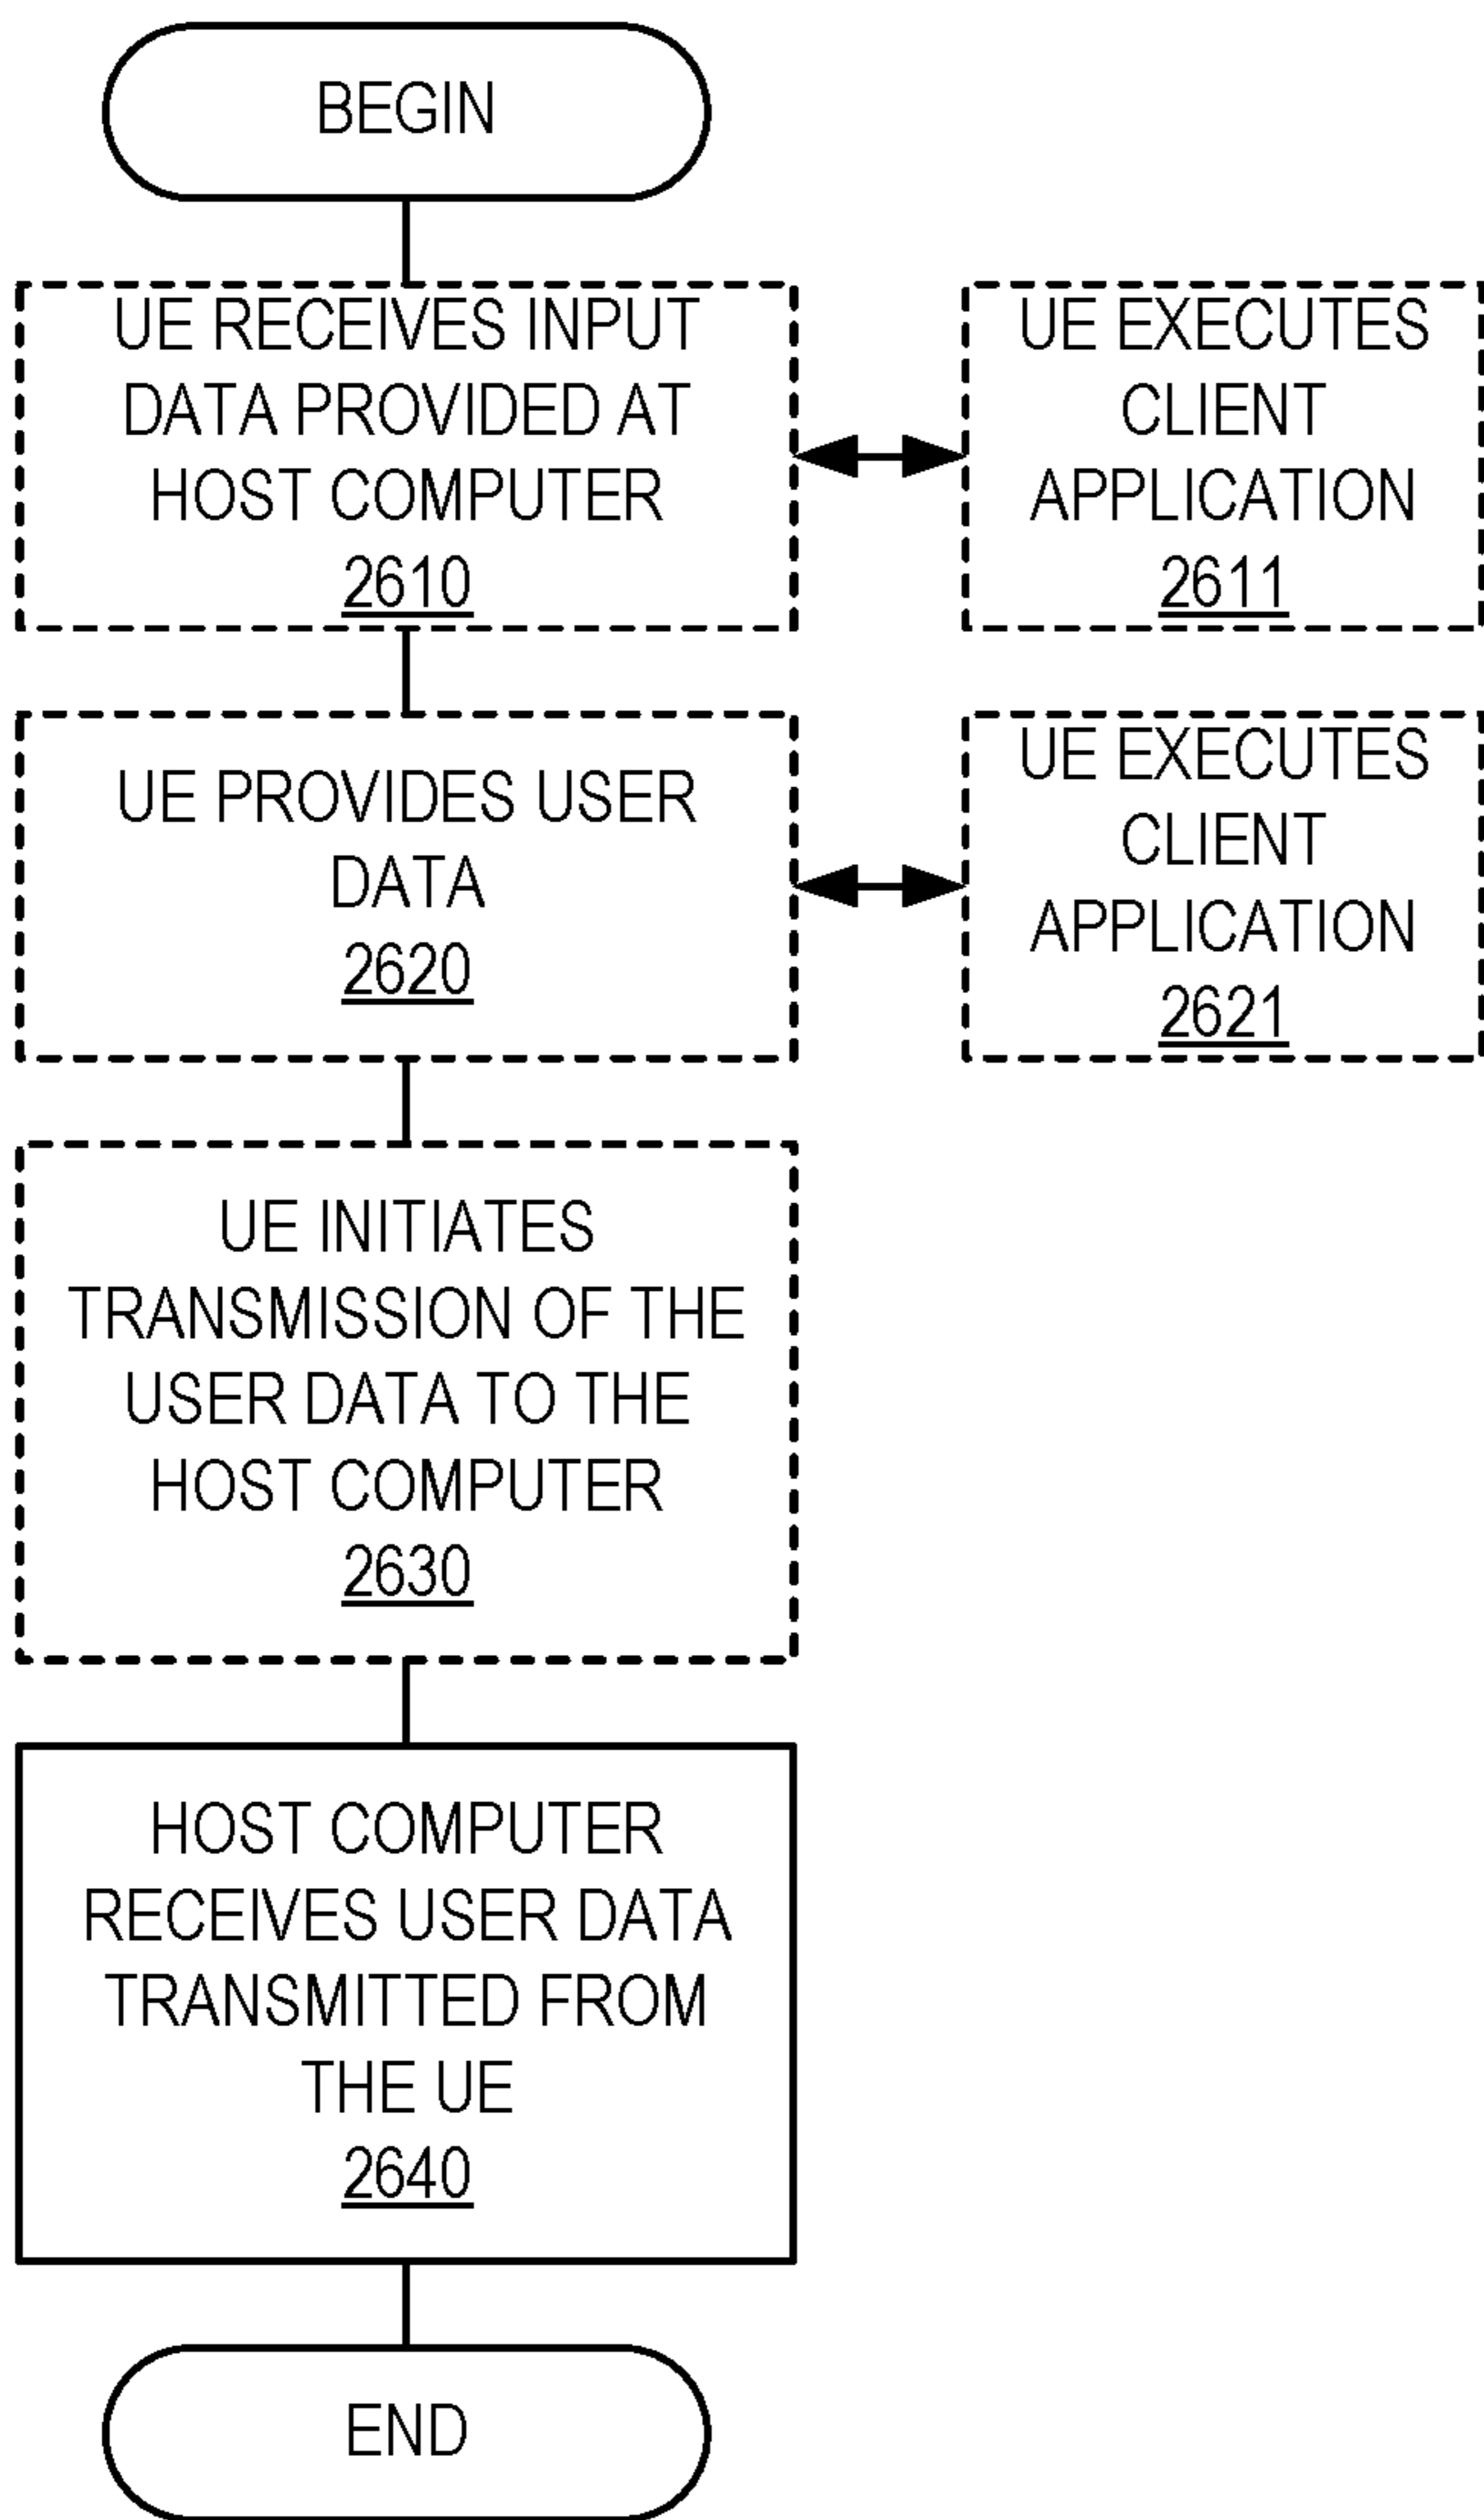 BEGIN
UE RECEIVES INPUT
DATA PROVIDED AT
HOST COMPUTER
2610
UE EXECUTES
CLIENT
APPLICATION
2611
UE PROVIDES USER
DATA
2620
UE EXECUTES
CLIENT
APPLICATION
2621
UE INITIATES
TRANSMISSION OF THE
USER DATA TO THE
HOST COMPUTER
2630
HOST COMPUTER
RECEIVES USER DATA
TRANSMITTED FROM
THE UE
2640
END